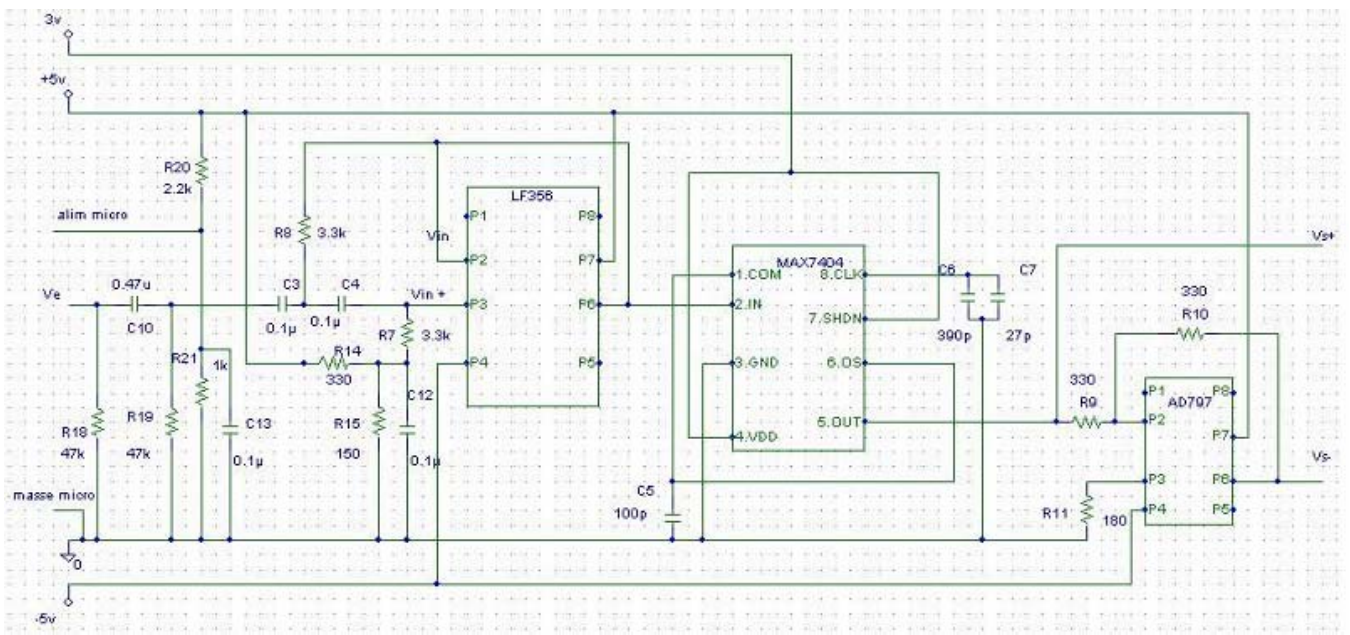 3v
+5v
R20
2.2k
alim micro
Ve
0.47u
C10
C3
0.1µ
C4
0.1µ
R8
3.3k
Vin
Vin +
R7
3.3k
R14
330
R15
150
C12
0.1µ
R21
1k
R18
47k
R19
47k
C13
0.1µ
masse micro
0
-5v
LF356
P1
P2
P3
P4
P8
P7
P6
P5
MAX7404
1.COM
2.IN
3.GND
4.VDD
8.CLK
7.SHDN
6.OS
5.OUT
C5
100p
C6
390p
C7
27p
330
R10
330
R9
R11
180
AD797
P1
P2
P3
P4
P8
P7
P6
P5
Vs+
Vs-